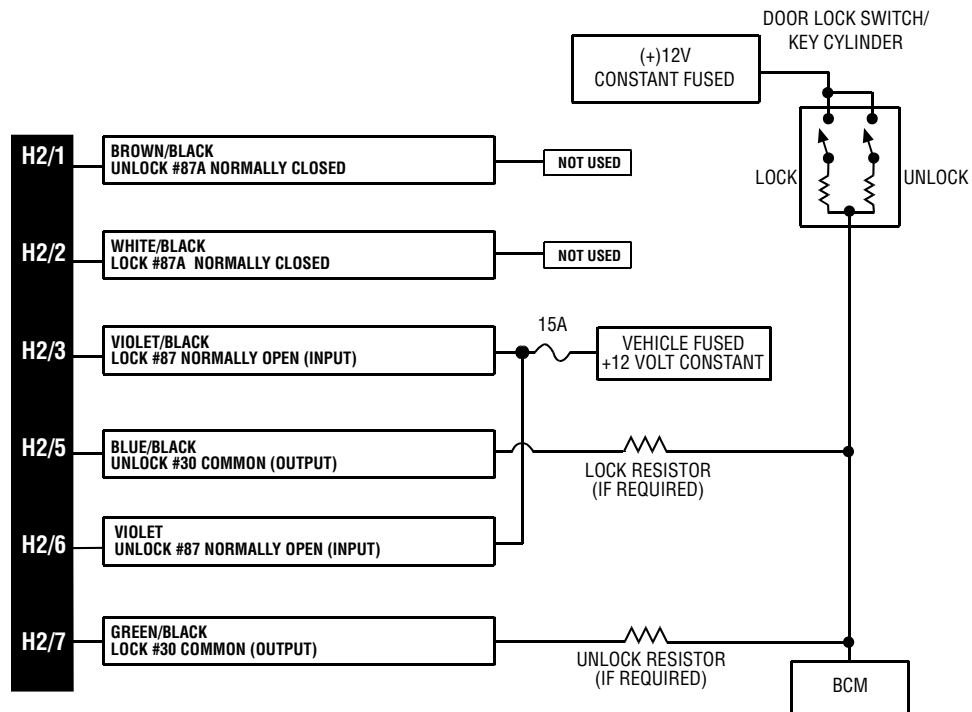 DOOR LOCK SWITCH/
KEY CYLINDER
(+)12V
CONSTANT FUSED
LOCK
UNLOCK
H2/1
BROWN/BLACK
UNLOCK #87A NORMALLY CLOSED
NOT USED
H2/2
WHITE/BLACK
LOCK #87A NORMALLY CLOSED
NOT USED
H2/3
VIOLET/BLACK
LOCK #87 NORMALLY OPEN (INPUT)
15A
VEHICLE FUSED
+12 VOLT CONSTANT
H2/5
BLUE/BLACK
UNLOCK #30 COMMON (OUTPUT)
LOCK RESISTOR
(IF REQUIRED)
H2/6
VIOLET
UNLOCK #87 NORMALLY OPEN (INPUT)
H2/7
GREEN/BLACK
LOCK #30 COMMON (OUTPUT)
UNLOCK RESISTOR
(IF REQUIRED)
BCM